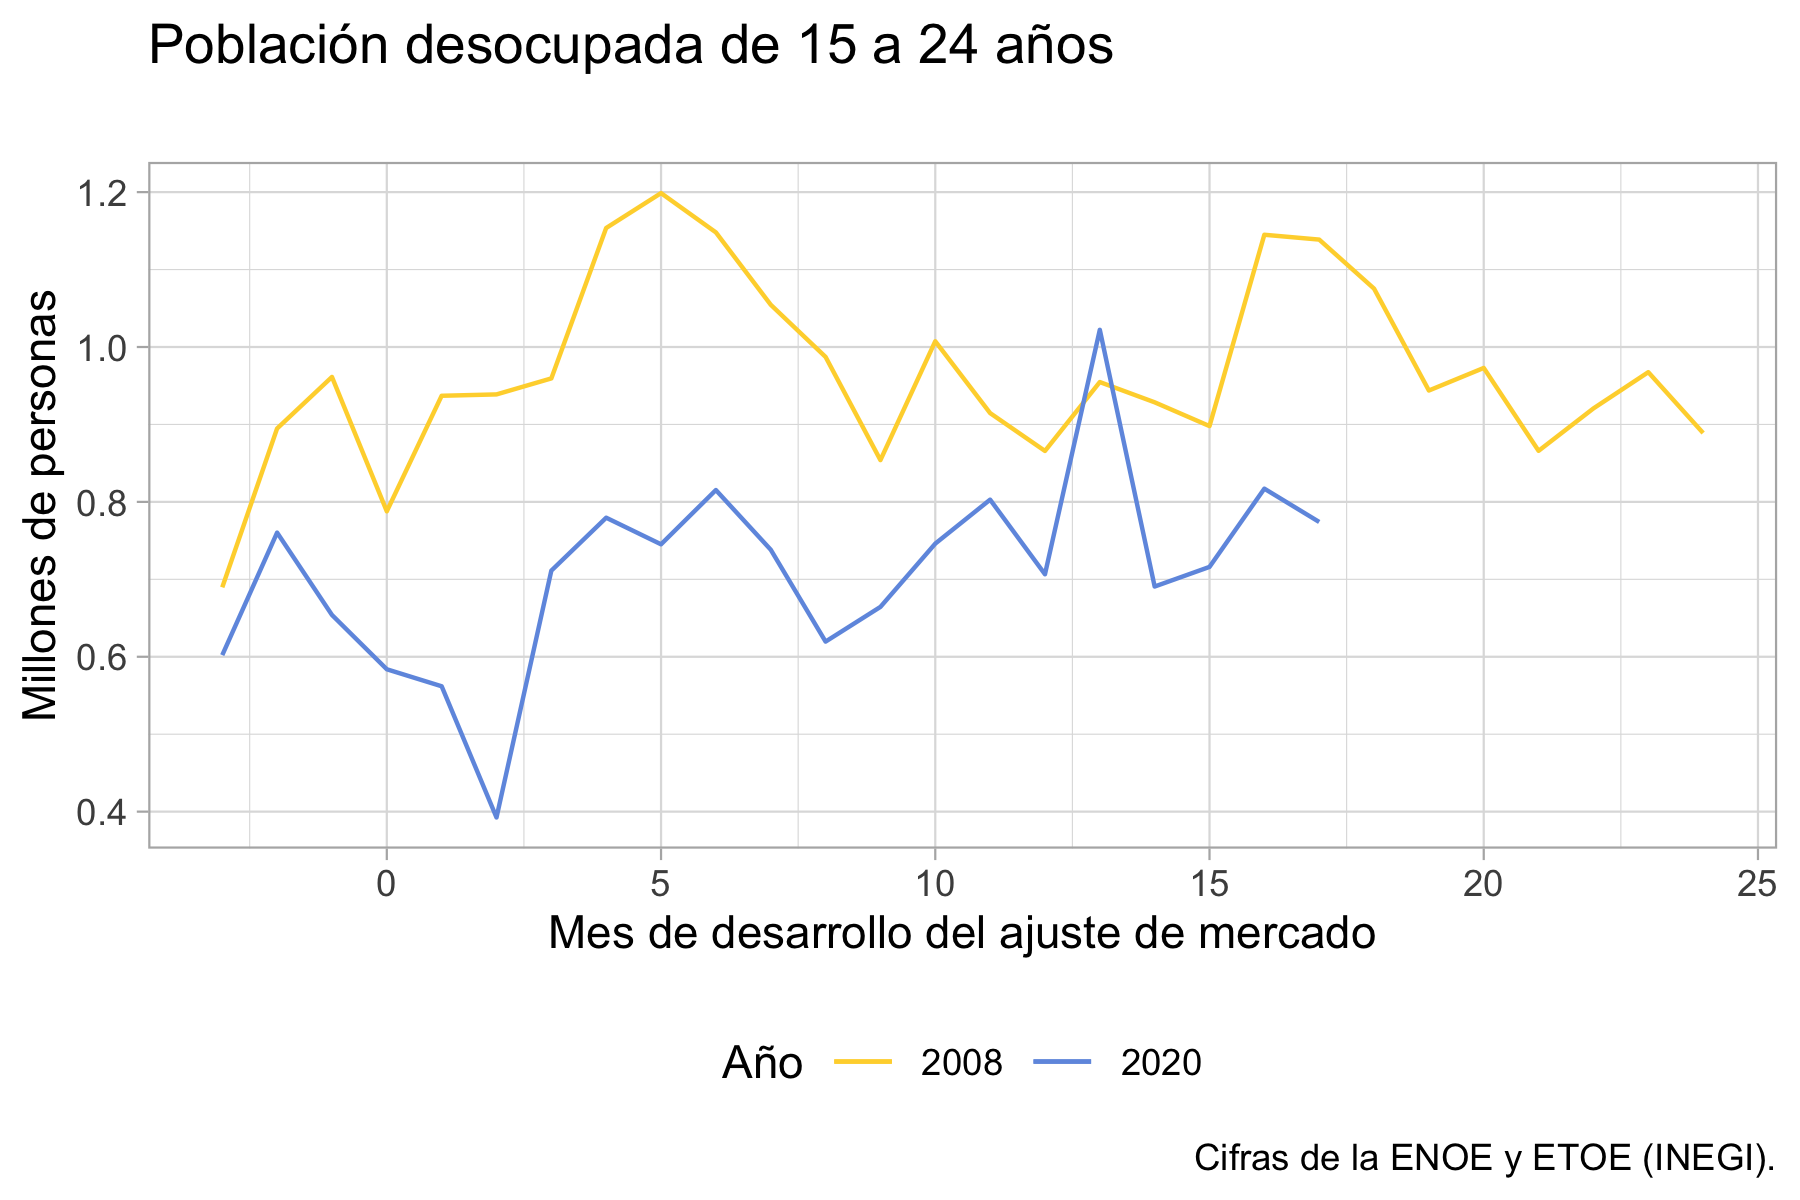 Población desocupada de 15 a 24 años
Millones de personas
1.2
1.0
0.8
0.6
0.4
0 5 10 15 20 25
Mes de desarrollo del ajuste de mercado
Año 2008 2020
Cifras de la ENOE y ETOE (INEGI).